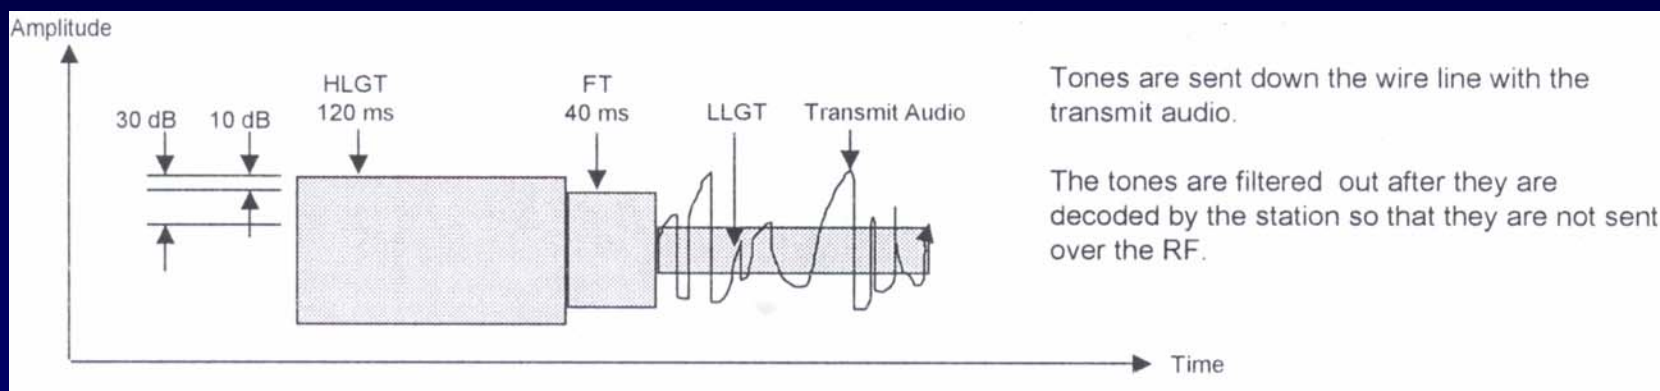 Amplitude
30 dB
10 dB
HLGT
120 ms
FT
40 ms
LLGT
Transmit Audio
Time
Tones are sent down the wire line with the
transmit audio.
The tones are filtered out after they are
decoded by the station so that they are not sent
over the RF.